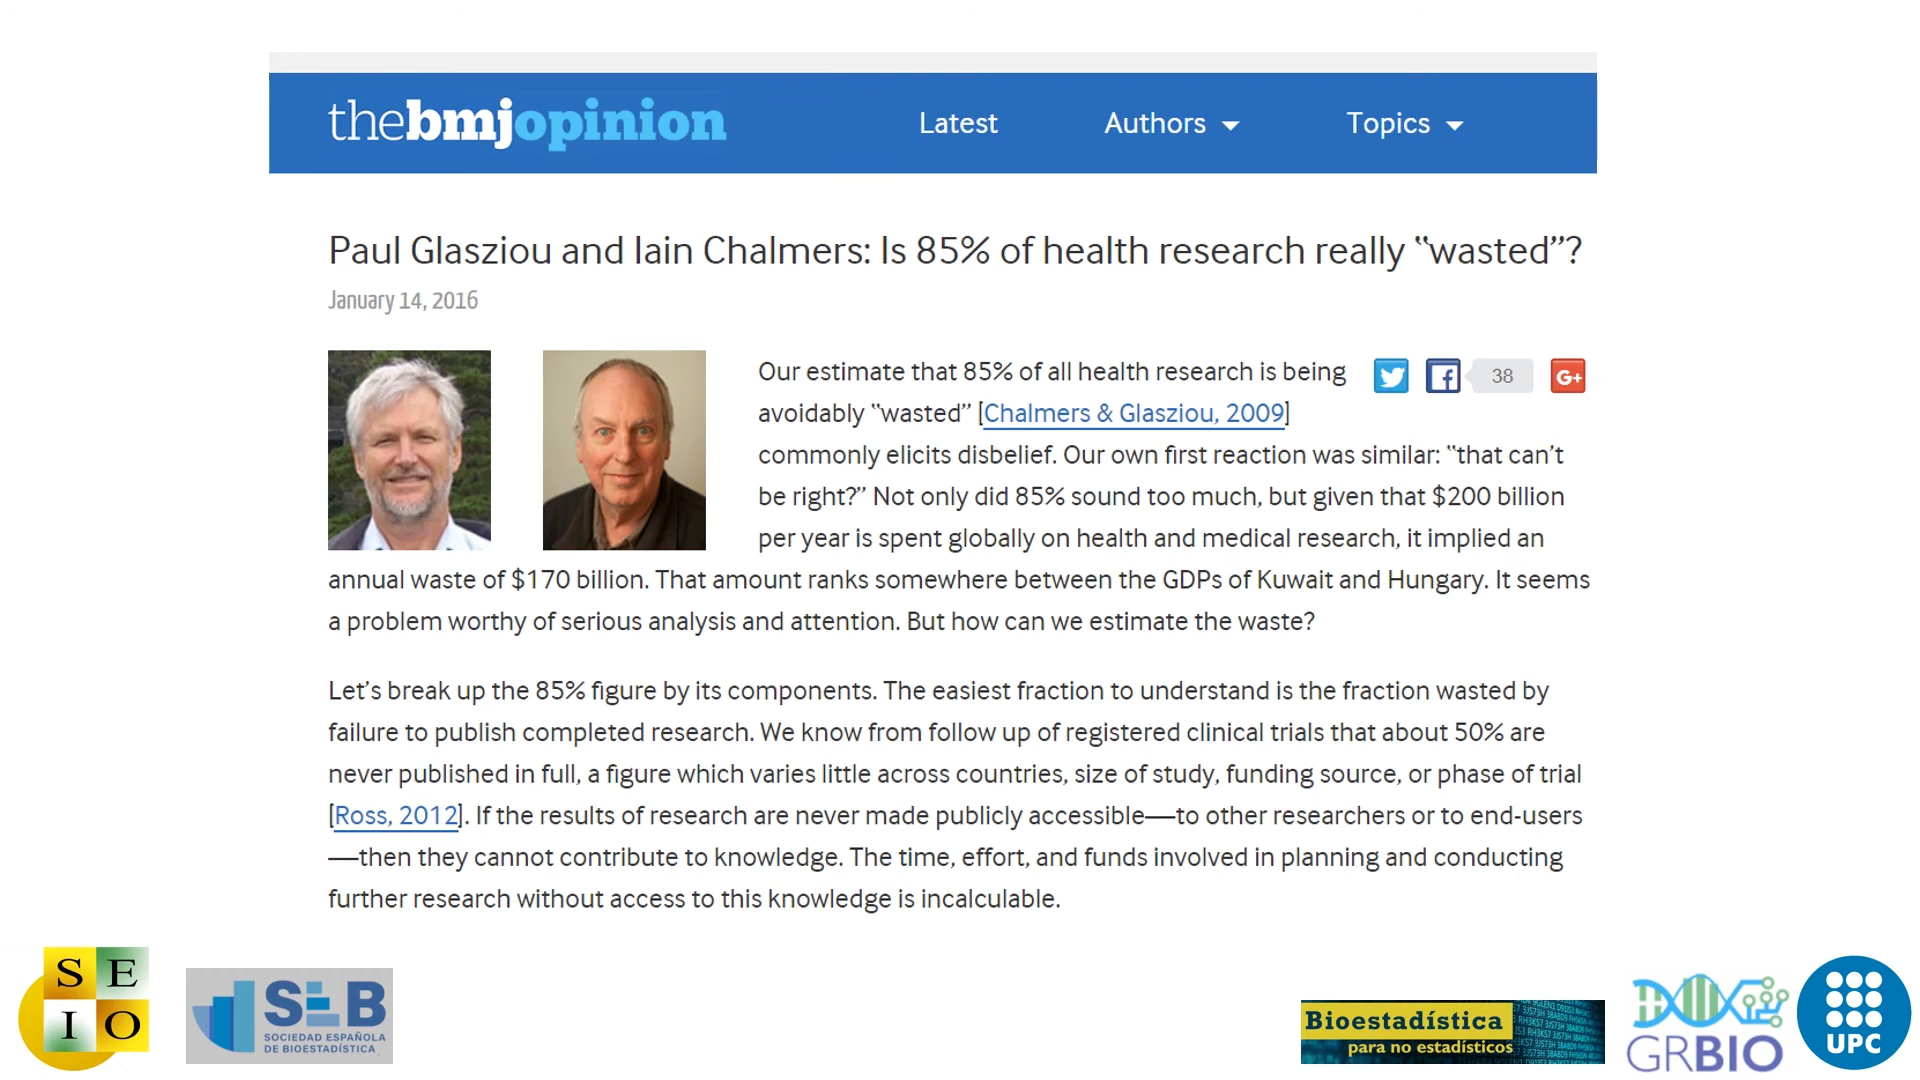 thebmjopinion Latest Authors Topics
Paul Glasziou and Iain Chalmers: Is 85% of health research really “wasted”?
January 14, 2016
Our estimate that 85% of all health research is being
38 G+
avoidably “wasted” [Chalmers & Glasziou, 2009]
commonly elicits disbelief. Our own first reaction was similar: “that can’t
be right?” Not only did 85% sound too much, but given that $200 billion
per year is spent globally on health and medical research, it implied an
annual waste of $170 billion. That amount ranks somewhere between the GDPs of Kuwait and Hungary. It seems
a problem worthy of serious analysis and attention. But how can we estimate the waste?
Let’s break up the 85% figure by its components. The easiest fraction to understand is the fraction wasted by
failure to publish completed research. We know from follow up of registered clinical trials that about 50% are
never published in full, a figure which varies little across countries, size of study, funding source, or phase of trial
[Ross, 2012]. If the results of research are never made publicly accessible—to other researchers or to end-users
—then they cannot contribute to knowledge. The time, effort, and funds involved in planning and conducting
further research without access to this knowledge is incalculable.
S E
I O
SEB
SOCIEDAD ESPAÑOLA
DE BIOESTADÍSTICA
Bioestadística
para no estadísticos
GRBIO
UPC